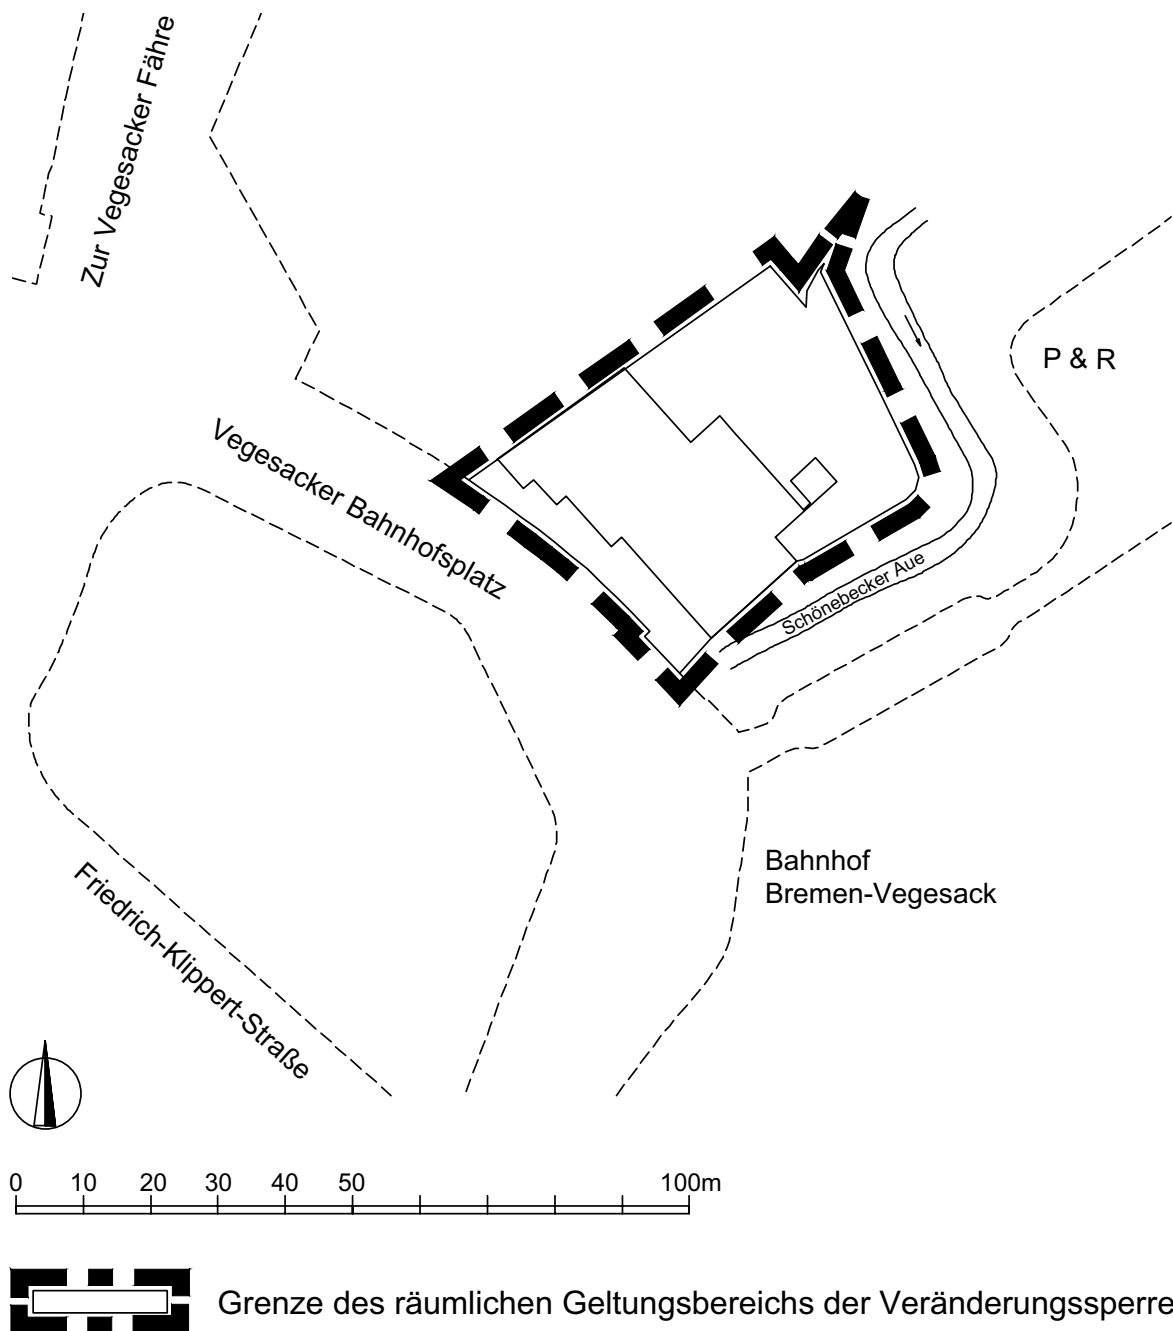 Zur Vegesacker Fähre
P & R
Vegesacker Bahnhofsplatz
Schönebecker Aue
Bahnhof
Bremen-Vegesack
Friedrich-Klippert-Straße
0 10 20 30 40 50 100m
Grenze des räumlichen Geltungsbereichs der Veränderungssperre